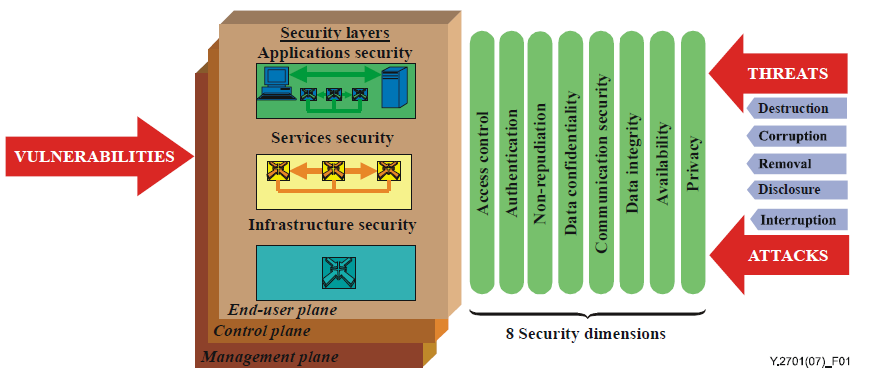 Security layers
Applications security
Services security
Infrastructure security
End-user plane
Control plane
Management plane
VULNERABILITIES
Access control
Authentication
Non-repudiation
Data confidentiality
Communication security
Data integrity
Availability
Privacy
8 Security dimensions
THREATS
Destruction
Corruption
Removal
Disclosure
Interruption
ATTACKS
Y.2701(07)_F01